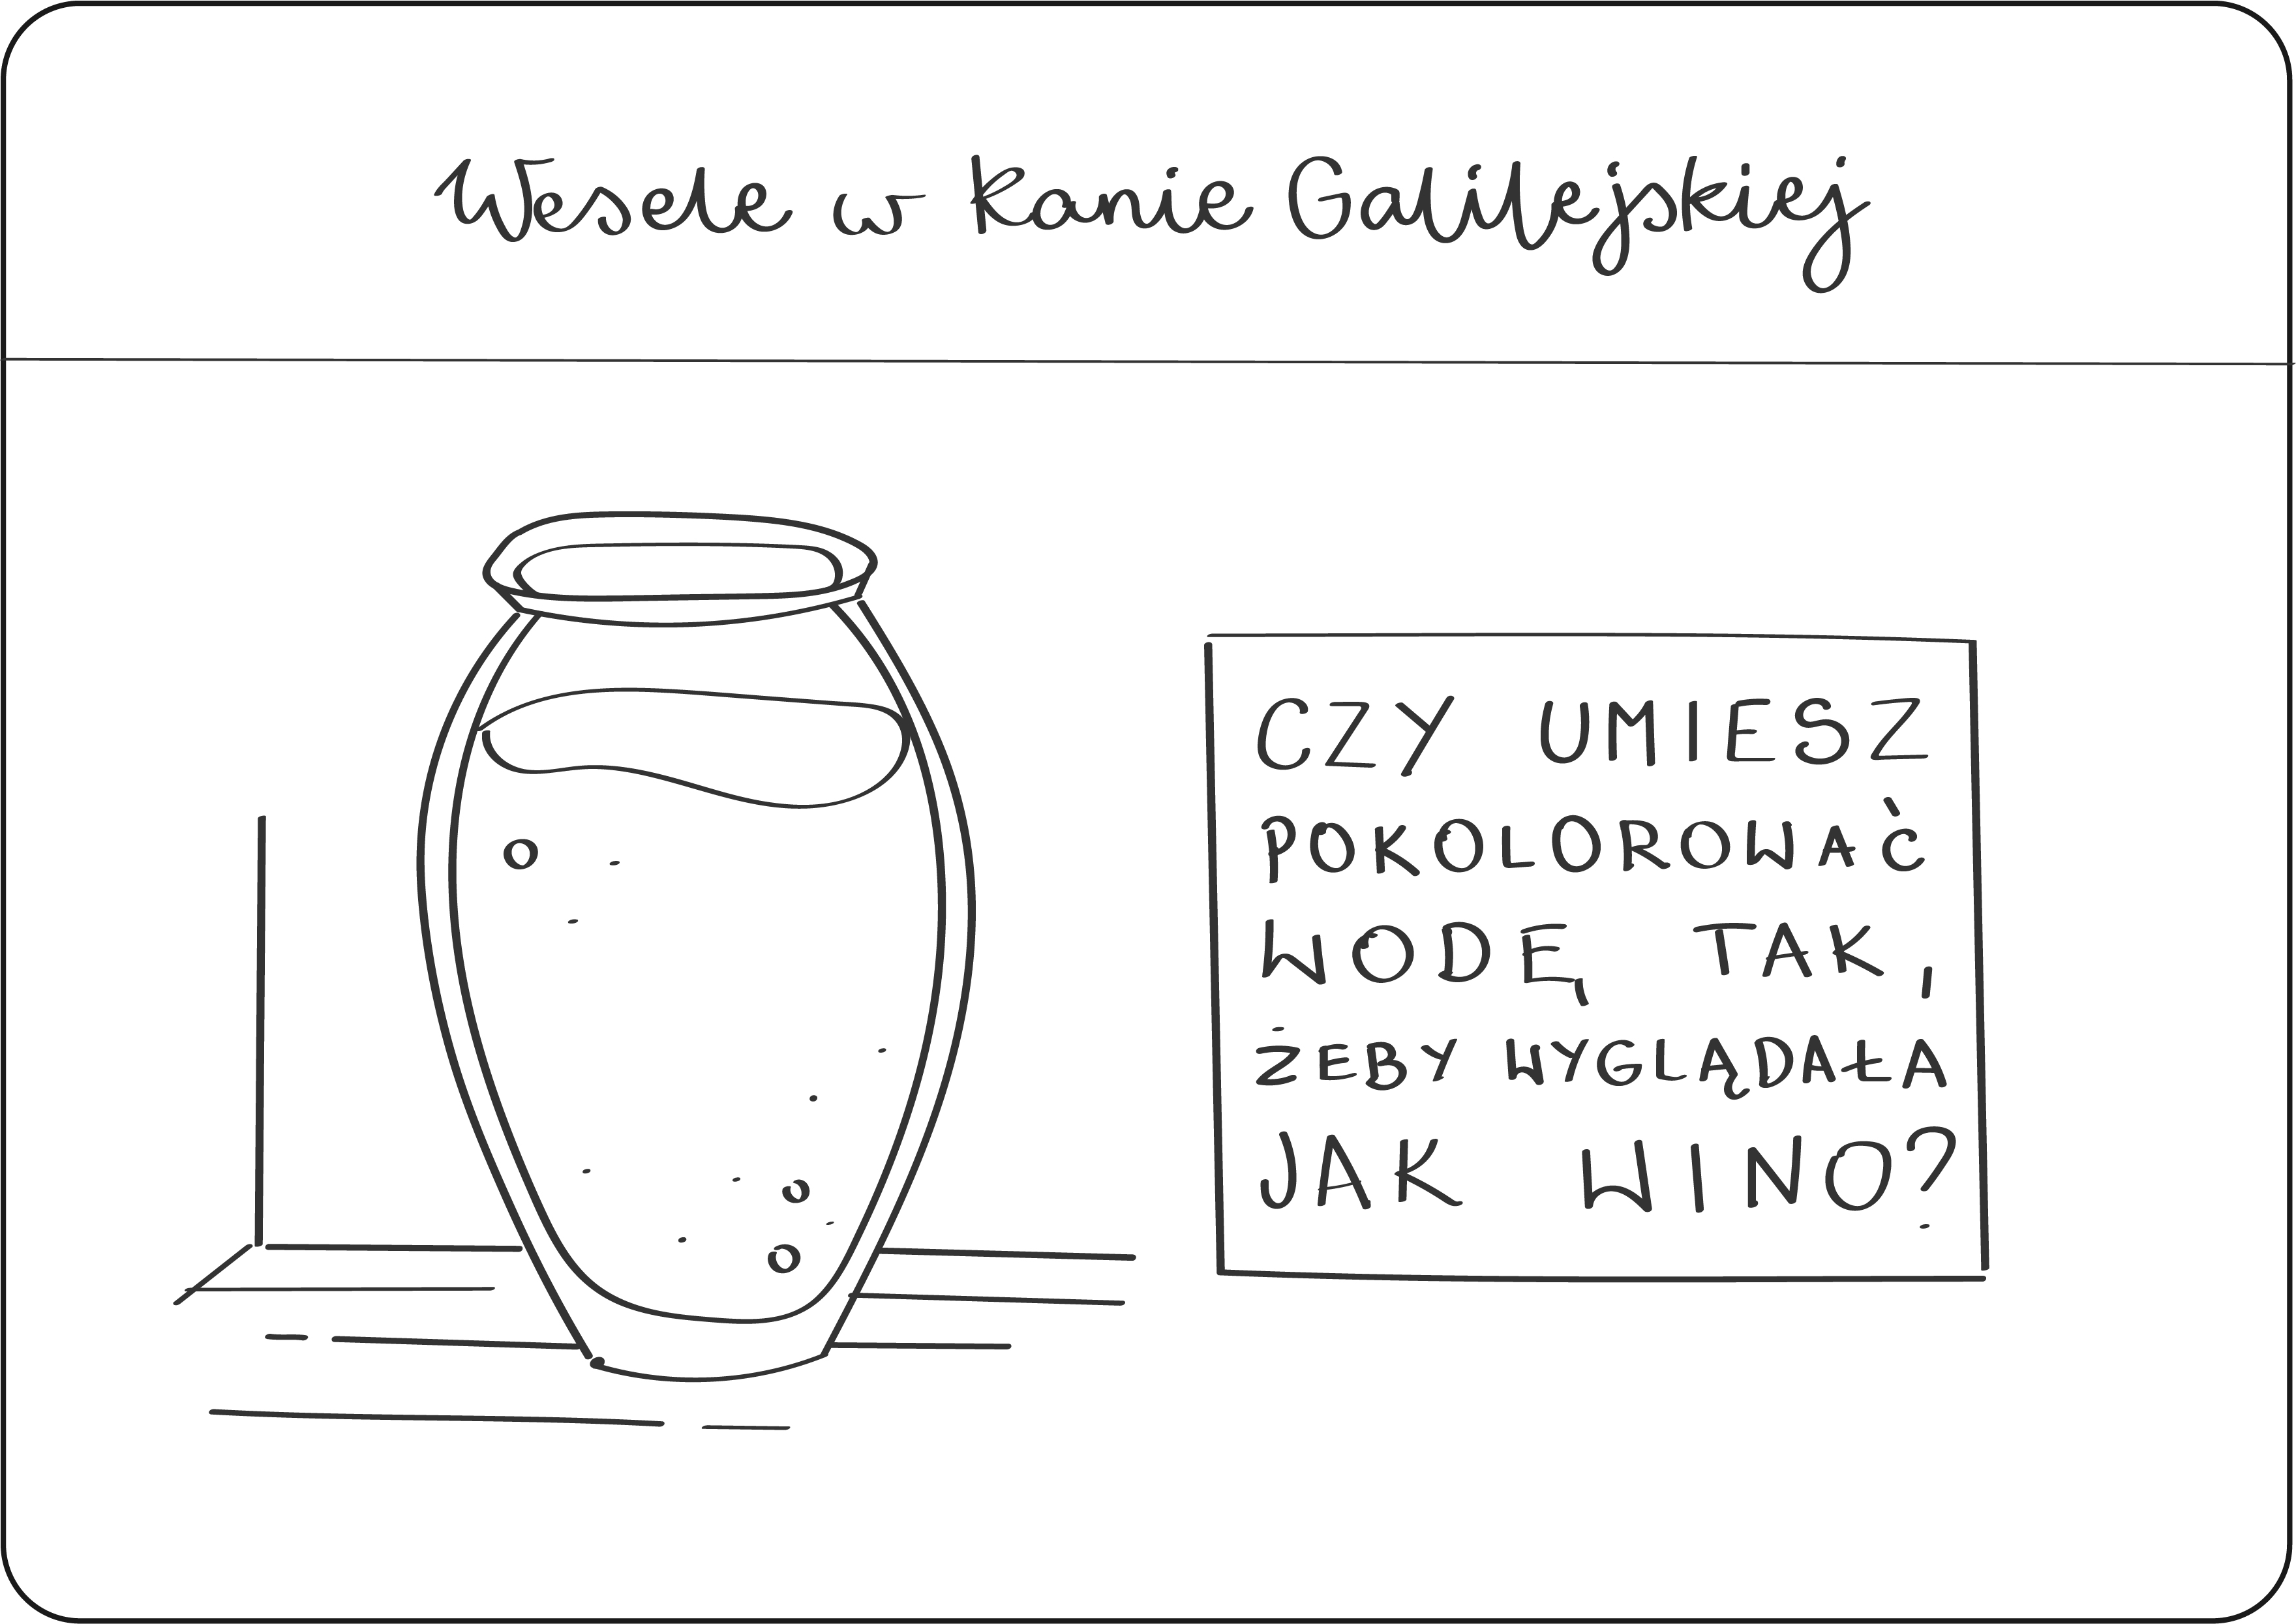 Wesele w Kanie Galilejskiej
CZY UMIESZ
POKOLOROWAĆ
WODĘ TAK,
ŻEBY WYGLĄDAŁA
JAK WINO?